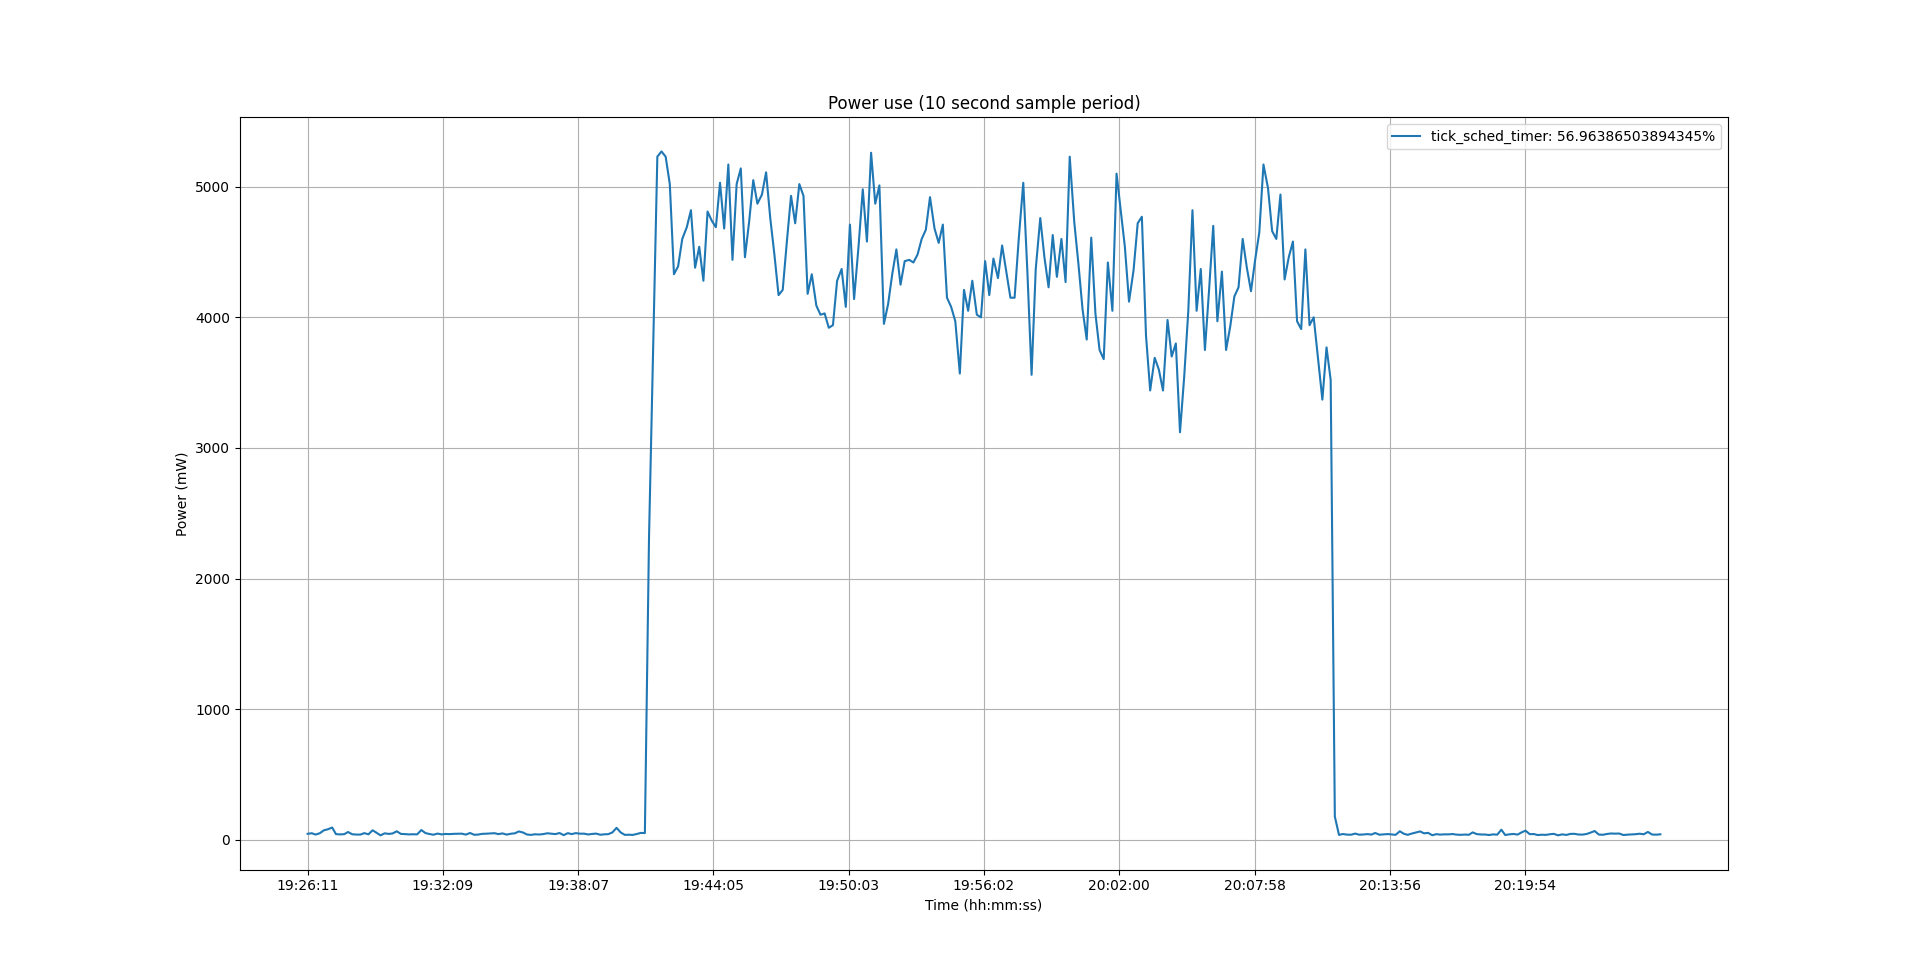 Power use (10 second sample period)
tick_sched_timer: 56.96386503894345%
5000
4000
3000
2000
1000
0
Power (mW)
19:26:11 19:32:09 19:38:07 19:44:05 19:50:03 19:56:02 20:02:00 20:07:58 20:13:56 20:19:54
Time (hh:mm:ss)